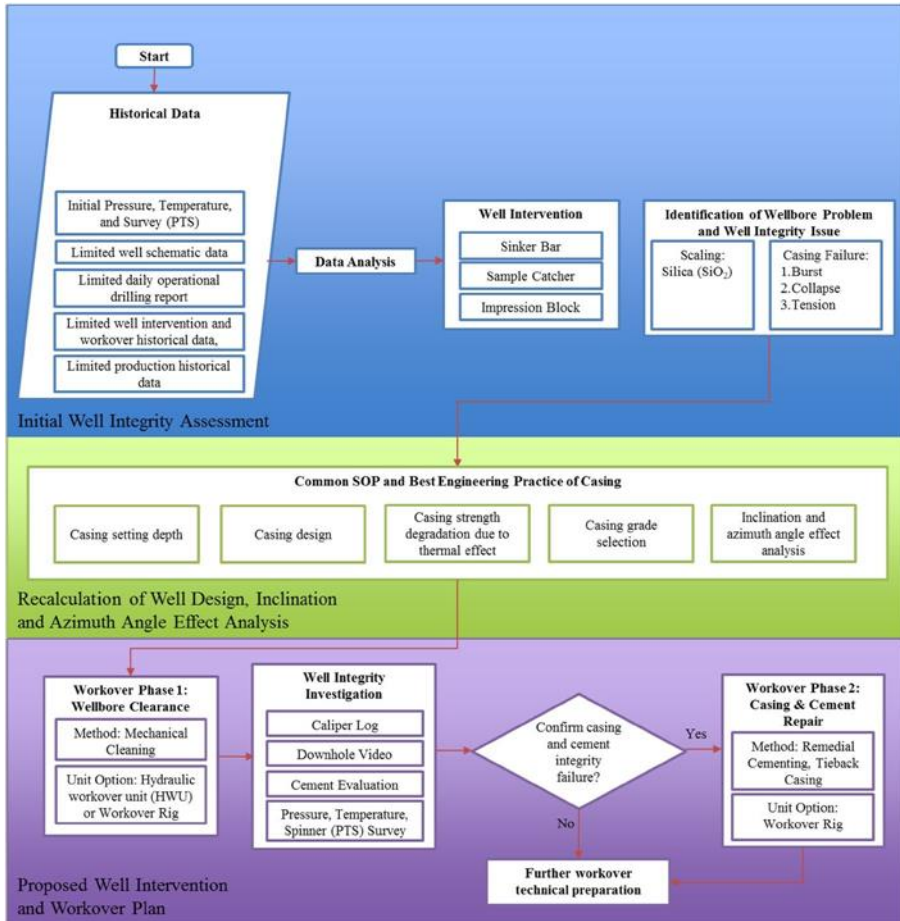 Start
Historical Data
Initial Pressure, Temperature,
and Survey (PTS)
Limited well schematic data
Limited daily operational
drilling report
Limited well intervention and
workover historical data,
Limited production historical
data
Data Analysis
Well Intervention
Sinker Bar
Sample Catcher
Impression Block
Identification of Wellbore Problem
and Well Integrity Issue
Scaling:
Silica (SiO₂)
Casing Failure:
1.Burst
2.Collapse
3.Tension
Initial Well Integrity Assessment
Common SOP and Best Engineering Practice of Casing
Casing setting depth
Casing design
Casing strength
degradation due to
thermal effect
Casing grade
selection
Inclination and
azimuth angle effect
analysis
Recalculation of Well Design, Inclination
and Azimuth Angle Effect Analysis
Workover Phase 1:
Wellbore Clearance
Method: Mechanical
Cleaning
Unit Option: Hydraulic
workover unit (HWU)
or Workover Rig
Well Integrity
Investigation
Caliper Log
Downhole Video
Cement Evaluation
Pressure, Temperature,
Spinner (PTS) Survey
Confirm casing
and cement
integrity
failure?
Yes
No
Workover Phase 2:
Casing & Cement
Repair
Method: Remedial
Cementing, Tieback
Casing
Unit Option:
Workover Rig
Further workover
technical preparation
Proposed Well Intervention
and Workover Plan